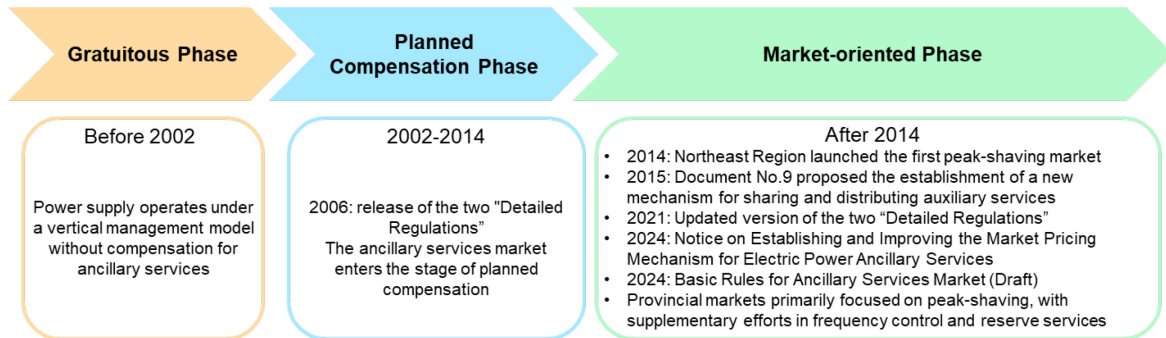 Gratuitous Phase
Planned
Compensation Phase
Market-oriented Phase
Before 2002
Power supply operates under
a vertical management model
without compensation for
ancillary services
2002-2014
2006: release of the two "Detailed
Regulations”
The ancillary services market
enters the stage of planned
compensation
After 2014
• 2014: Northeast Region launched the first peak-shaving market
• 2015: Document No.9 proposed the establishment of a new
mechanism for sharing and distributing auxiliary services
• 2021: Updated version of the two “Detailed Regulations”
• 2024: Notice on Establishing and Improving the Market Pricing
Mechanism for Electric Power Ancillary Services
• 2024: Basic Rules for Ancillary Services Market (Draft)
• Provincial markets primarily focused on peak-shaving, with
supplementary efforts in frequency control and reserve services